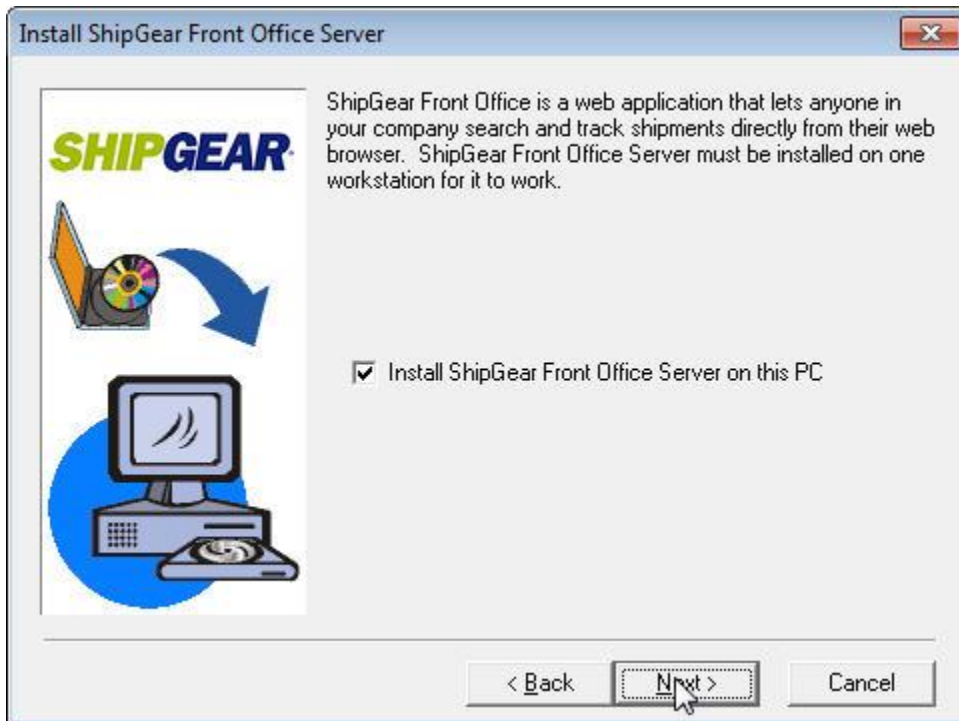 Install ShipGear Front Office Server
SHIPGEAR
ShipGear Front Office is a web application that lets anyone in
your company search and track shipments directly from their web
browser. ShipGear Front Office Server must be installed on one
workstation for it to work.
Install ShipGear Front Office Server on this PC
< Back
Next >
Cancel